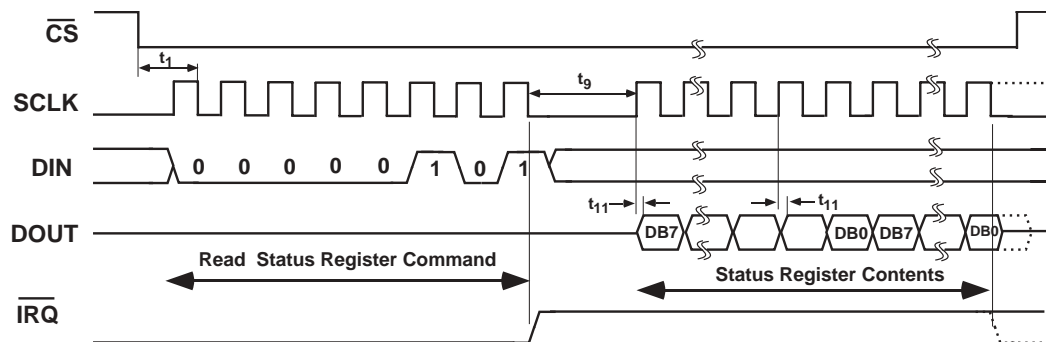 CS
t1
SCLK
t9
DIN
0 0 0 0 0 1 0 1
t11
t11
DOUT
DB7 DB0 DB7 DB0
Read Status Register Command
Status Register Contents
IRQ